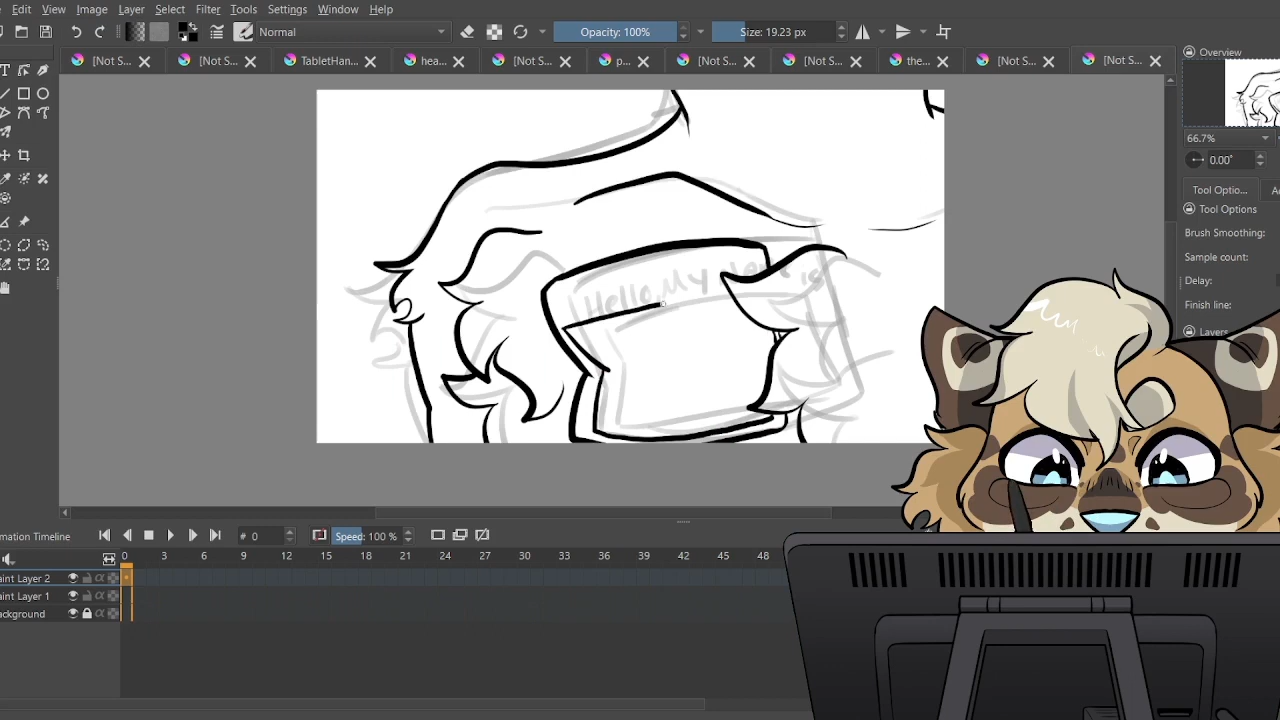 Edit View Image Layer Select Filter Tools Settings Window Help
Normal Opacity: 100% Size: 19.23 px
[Not S... [Not S... TabletHan... hea... [Not S... p... [Not S... [Not S... the... [Not S... [Not S...
Overview
66.7%
0.00°
Tool Optio...
Tool Options
Brush Smoothing:
Sample count:
Delay:
Finish line:
Layers
Hello My Name is
mation Timeline # 0 Speed: 100 %
0 3 6 9 12 15 18 21 24 27 30 33 36 39 42 45 48
aint Layer 2
aint Layer 1
ackground